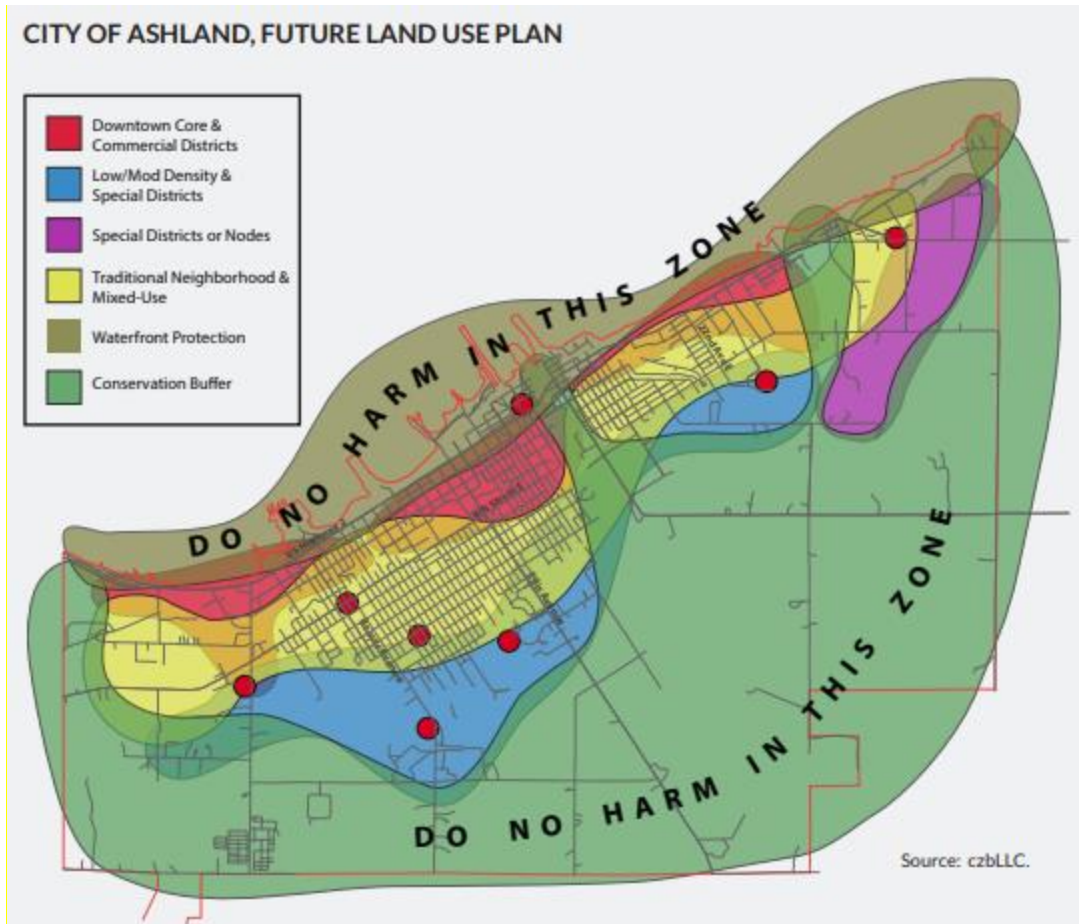 CITY OF ASHLAND, FUTURE LAND USE PLAN
Downtown Core &
Commercial Districts
Low/Mod Density &
Special Districts
Special Districts or Nodes
Traditional Neighborhood &
Mixed-Use
Waterfront Protection
Conservation Buffer
DO NO HARM IN THIS ZONE
DO NO HARM IN THIS ZONE
Source: czbLLC.